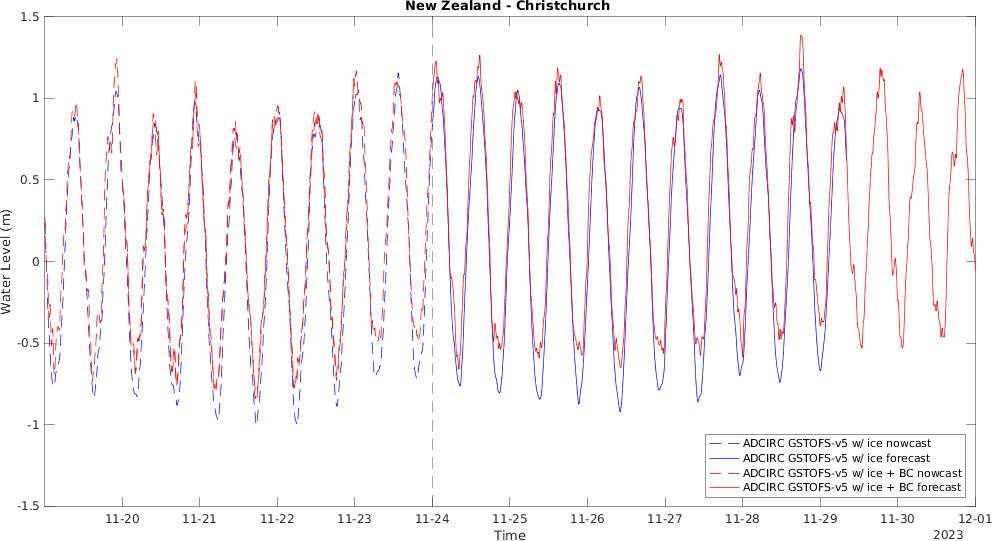 New Zealand - Christchurch
1.5
1
0.5
0
-0.5
-1
-1.5
Water Level (m)
11-20
11-21
11-22
11-23
11-24
11-25
11-26
11-27
11-28
11-29
11-30
12-01
2023
Time
ADCIRC GSTOFS-v5 w/ ice nowcast
ADCIRC GSTOFS-v5 w/ ice forecast
ADCIRC GSTOFS-v5 w/ ice + BC nowcast
ADCIRC GSTOFS-v5 w/ ice + BC forecast